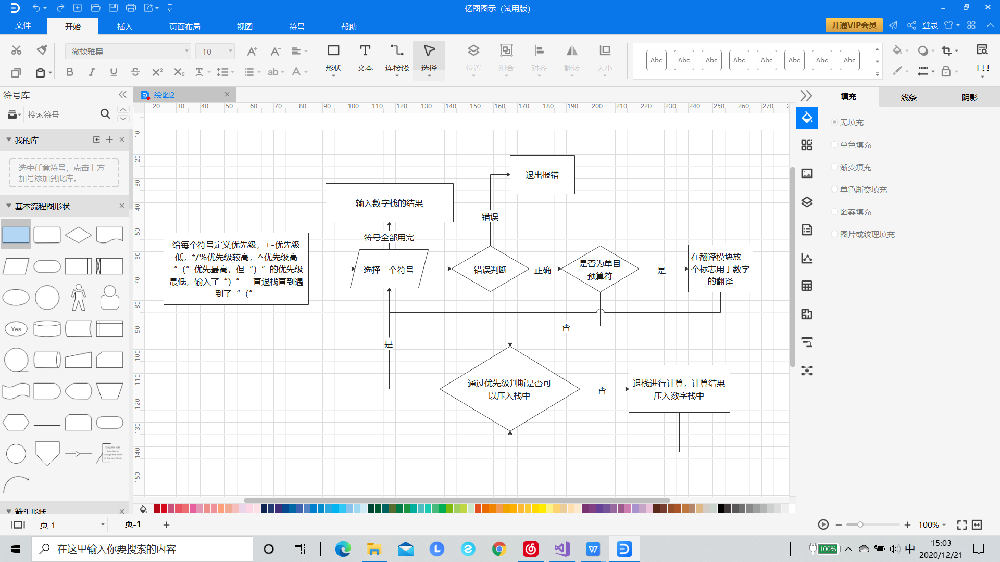 亿图图示（试用版）
文件
开始
插入
页面布局
视图
符号
帮助
开通VIP会员
登录
微软雅黑
10
形状
文本
连接线
选择
位置
组合
对齐
翻转
大小
Abc
Abc
Abc
Abc
Abc
Abc
Abc
Abc
工具
符号库
搜索符号
我的库
选中任意符号，点击上方
加号添加到此库。
基本流程图形状
Yes
Drag the side
handles to
change the width
of the text block.
箭头形状
绘图2
20 30 40 50 60 70 80 90 100 110 120 130 140 150 160 170 180 190 200 210 220 230 240 250 260 270
10
20
30
40
50
60
70
80
90
100
110
120
130
140
150
退出报错
输入数字栈的结果
错误
符号全部用完
给每个符号定义优先级，+-优先级
低，*/%优先级较高，^优先级高
“（”优先最高，但“）”的优先级
最低，输入了“）”一直退栈直到遇
到了“（“
选择一个符号
错误判断
正确
是否为单目
预算符
是
在翻译模块放一
个标志用于数字
的翻译
否
是
通过优先级判断是否可
以压入栈中
否
退栈进行计算，计算结果
压入数字栈中
填充
线条
阴影
无填充
单色填充
渐变填充
单色渐变填充
图案填充
图片或纹理填充
页-1
页-1
100%
在这里输入你要搜索的内容
100%
中
15:03
2020/12/21